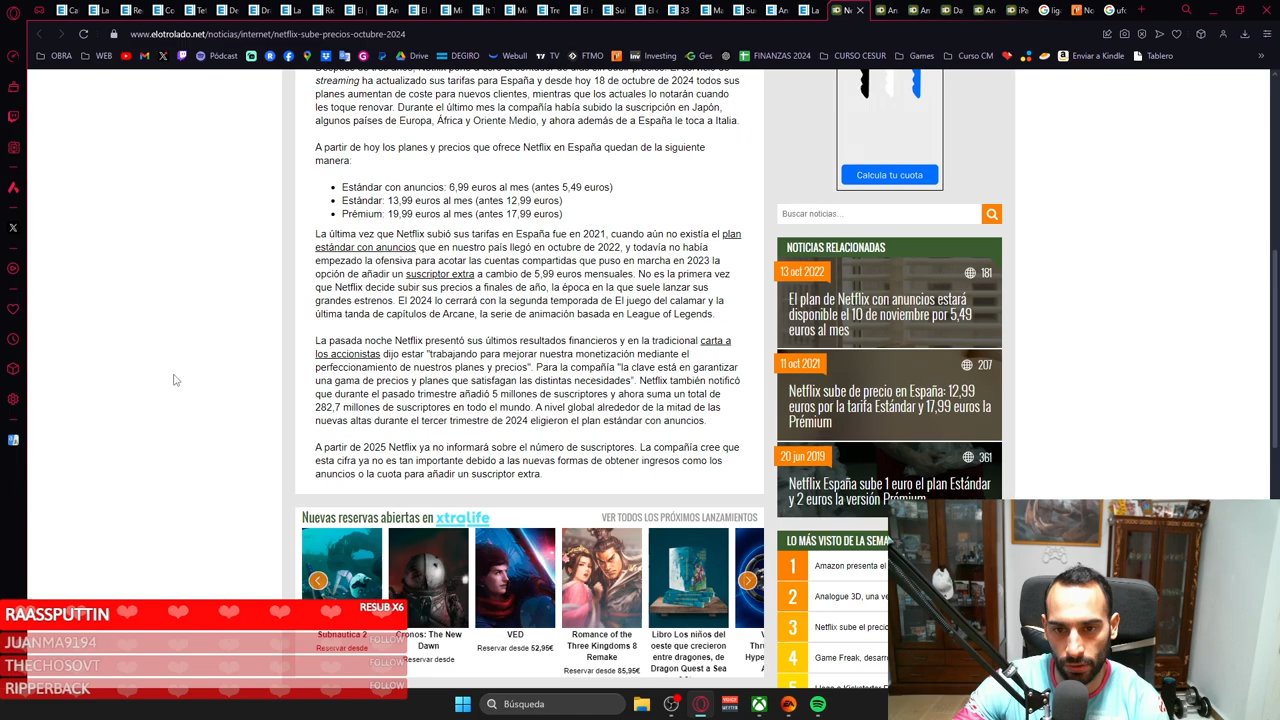 www.elotrolado.net/noticias/internet/netflix-sube-precios-octubre-2024
OBRA WEB Pódcast Drive DEGIRO Webull TV FTMO Investing Ges FINANZAS 2024 CURSO CESUR Games Curso CM Enviar a Kindle Tablero
streaming ha actualizado sus tarifas para España y desde hoy 18 de octubre de 2024 todos sus
planes aumentan de coste para nuevos clientes, mientras que los actuales lo notarán cuando
les toque renovar. Durante el último mes la compañía había subido la suscripción en Japón,
algunos países de Europa, África y Oriente Medio, y ahora además de a España le toca a Italia.
A partir de hoy los planes y precios que ofrece Netflix en España quedan de la siguiente
manera:
Estándar con anuncios: 6,99 euros al mes (antes 5,49 euros)
Estándar: 13,99 euros al mes (antes 12,99 euros)
Prémium: 19,99 euros al mes (antes 17,99 euros)
La última vez que Netflix subió sus tarifas en España fue en 2021, cuando aún no existía el plan
estándar con anuncios que en nuestro país llegó en octubre de 2022, y todavía no había
empezado la ofensiva para acotar las cuentas compartidas que puso en marcha en 2023 la
opción de añadir un suscriptor extra a cambio de 5,99 euros mensuales. No es la primera vez
que Netflix decide subir sus precios a finales de año, la época en la que suele lanzar sus
grandes estrenos. El 2024 lo cerrará con la segunda temporada de El juego del calamar y la
última tanda de capítulos de Arcane, la serie de animación basada en League of Legends.
La pasada noche Netflix presentó sus últimos resultados financieros y en la tradicional carta a
los accionistas dijo estar "trabajando para mejorar nuestra monetización mediante el
perfeccionamiento de nuestros planes y precios". Para la compañía "la clave está en garantizar
una gama de precios y planes que satisfagan las distintas necesidades". Netflix también notificó
que durante el pasado trimestre añadió 5 millones de suscriptores y ahora suma un total de
282,7 millones de suscriptores en todo el mundo. A nivel global alrededor de la mitad de las
nuevas altas durante el tercer trimestre de 2024 eligieron el plan estándar con anuncios.
A partir de 2025 Netflix ya no informará sobre el número de suscriptores. La compañía cree que
esta cifra ya no es tan importante debido a las nuevas formas de obtener ingresos como los
anuncios o la cuota para añadir un suscriptor extra.
Calcula tu cuota
Buscar noticias...
NOTICIAS RELACIONADAS
13 oct 2022 181
El plan de Netflix con anuncios estará
disponible el 10 de noviembre por 5,49
euros al mes
11 oct 2021 207
Netflix sube de precio en España: 12,99
euros por la tarifa Estándar y 17,99 euros la
Prémium
20 jun 2019 361
Netflix España sube 1 euro el plan Estándar
y 2 euros la versión Prémium
LO MÁS VISTO DE LA SEMA
1 Amazon presenta el
2 Analogue 3D, una ve
3 Netflix sube el precio
4 Game Freak, desarro
5
Nuevas reservas abiertas en xtralife VER TODOS LOS PRÓXIMOS LANZAMIENTOS
Subnautica 2
Reservar desde
Cronos: The New
Dawn
Reservar desde
VED
Reservar desde 52,95€
Romance of the
Three Kingdoms 8
Remake
Reservar desde 65,95€
Libro Los niños del
oeste que crecieron
entre dragones, de
Dragon Quest a Sea
RAASSPUTTIN RESUB X6
JUANMA9194 FOLLOW
THECHOSOVT FOLLOW
RIPPERBACK FOLLOW
Búsqueda